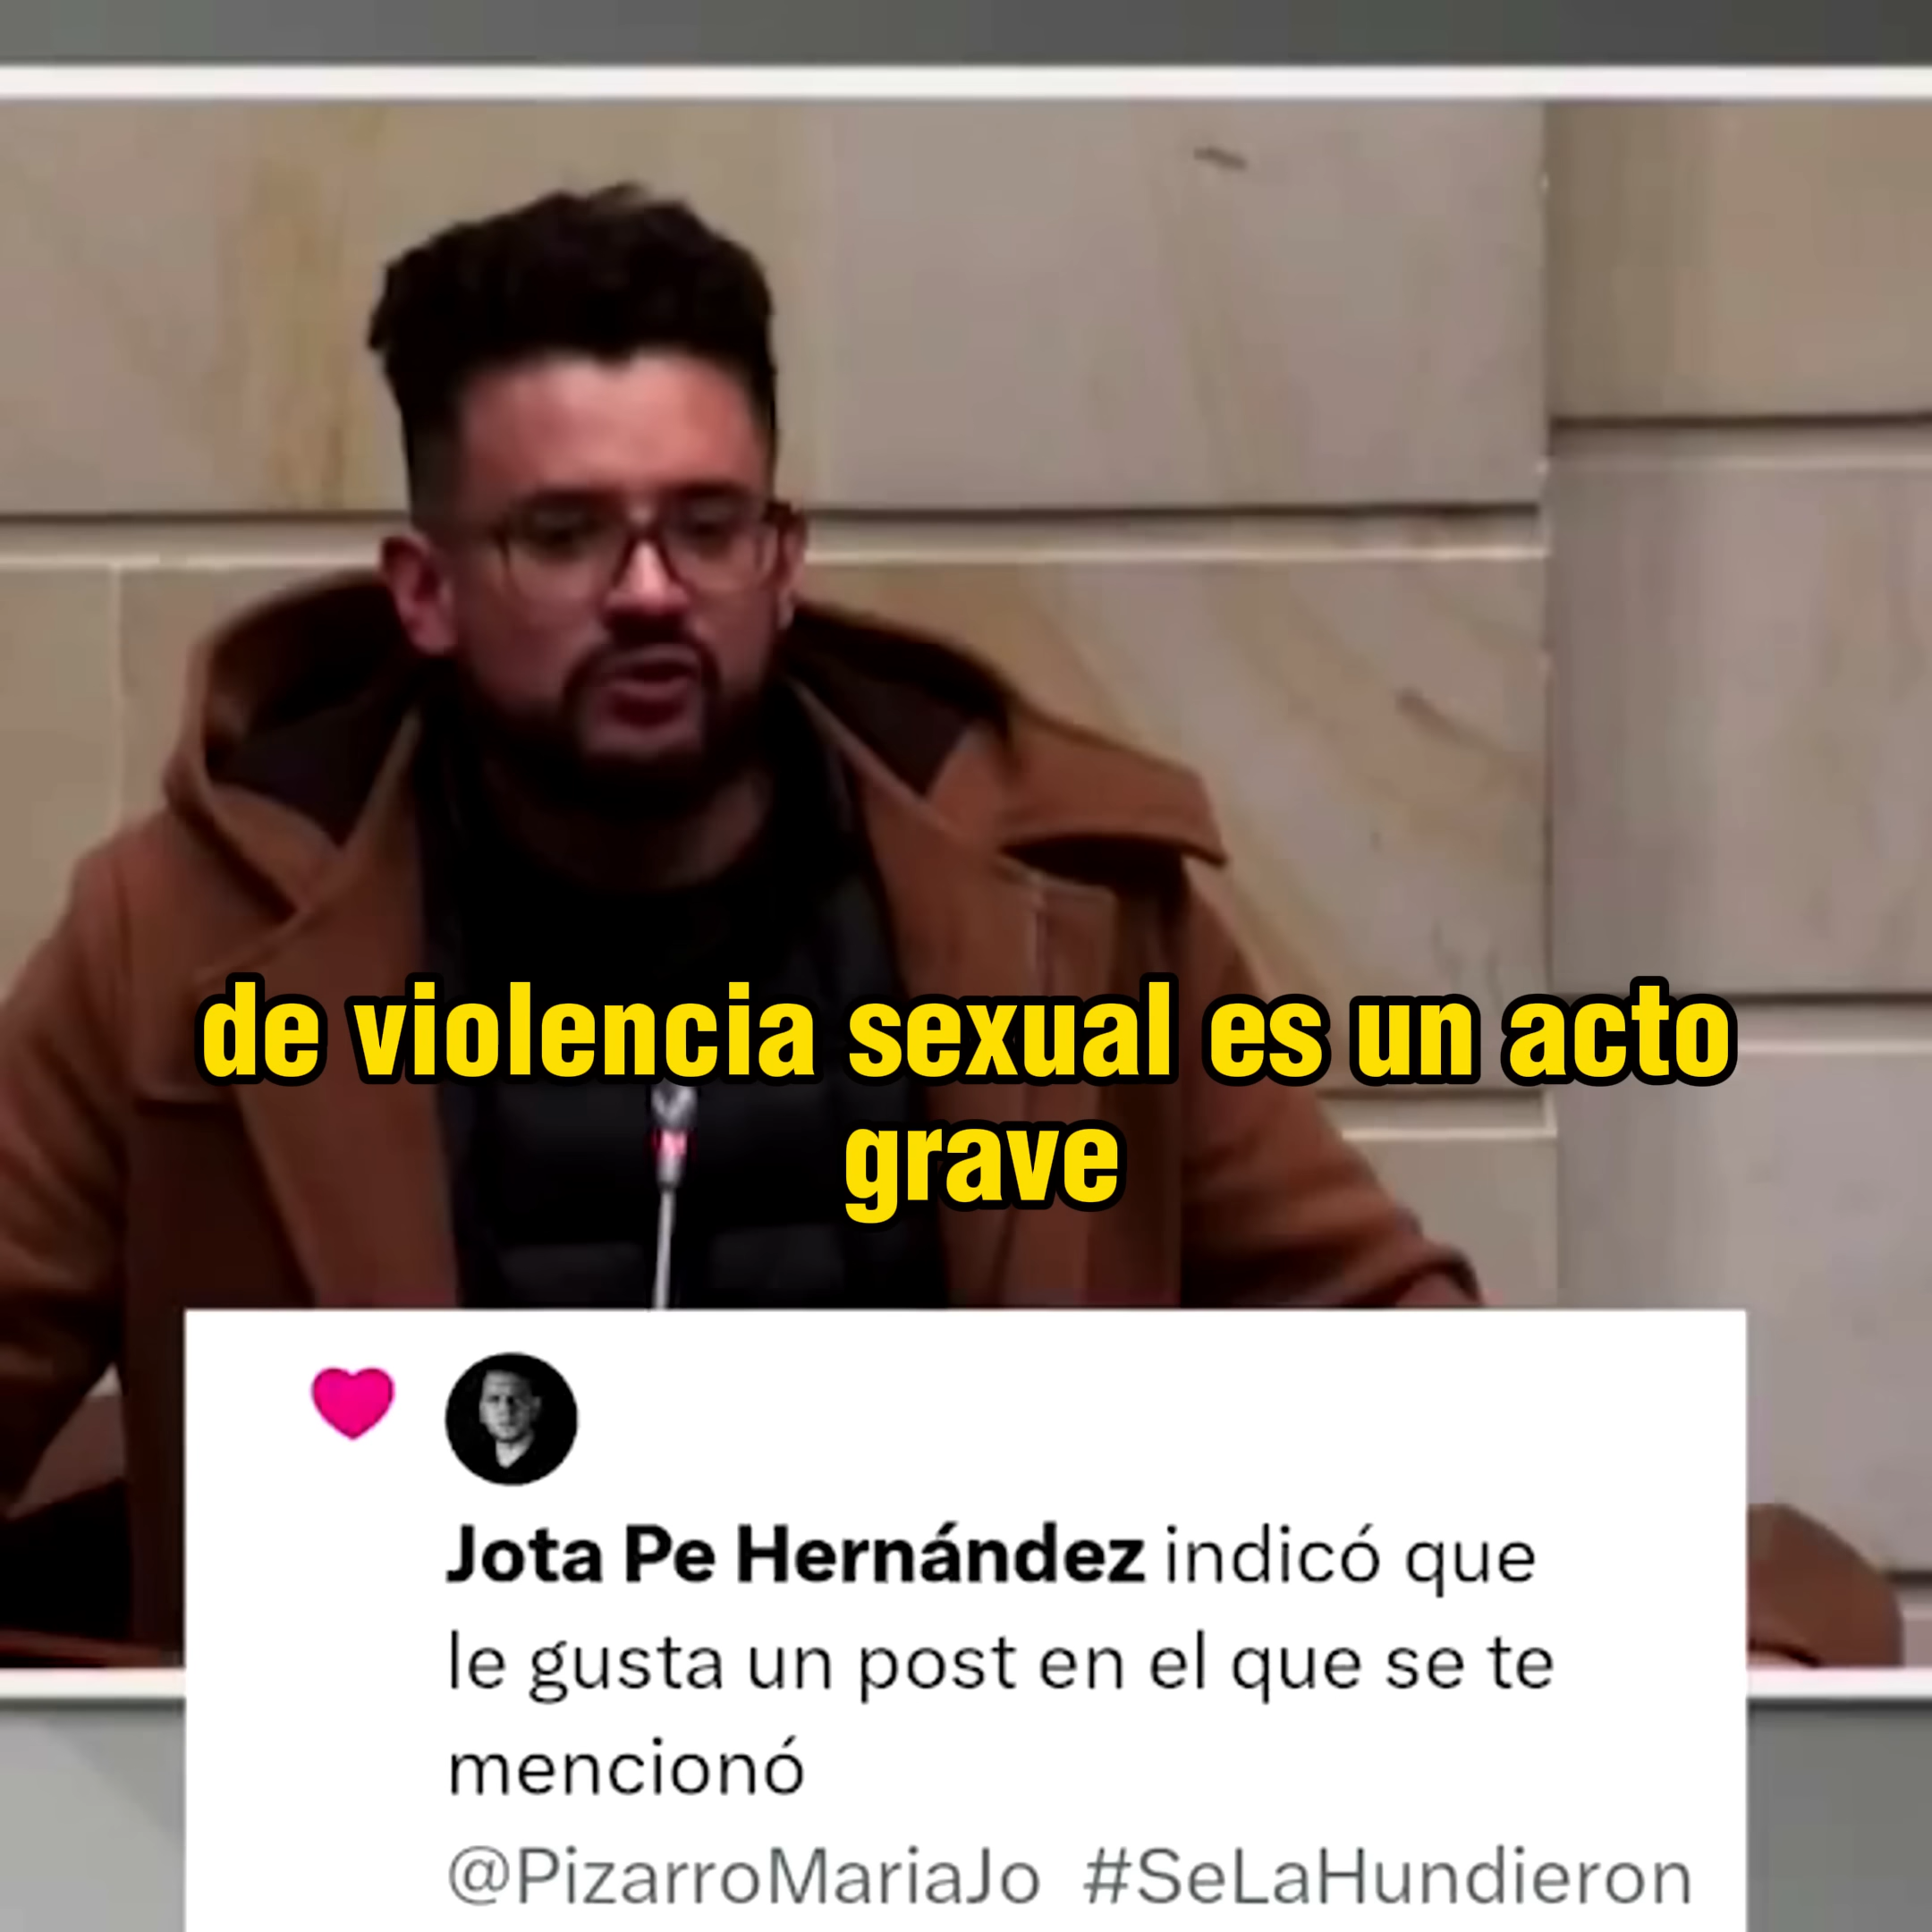 de violencia sexual es un acto
grave
Jota Pe Hernández indicó que
le gusta un post en el que se te
mencionó
@PizarroMariaJo #SeLaHundieron